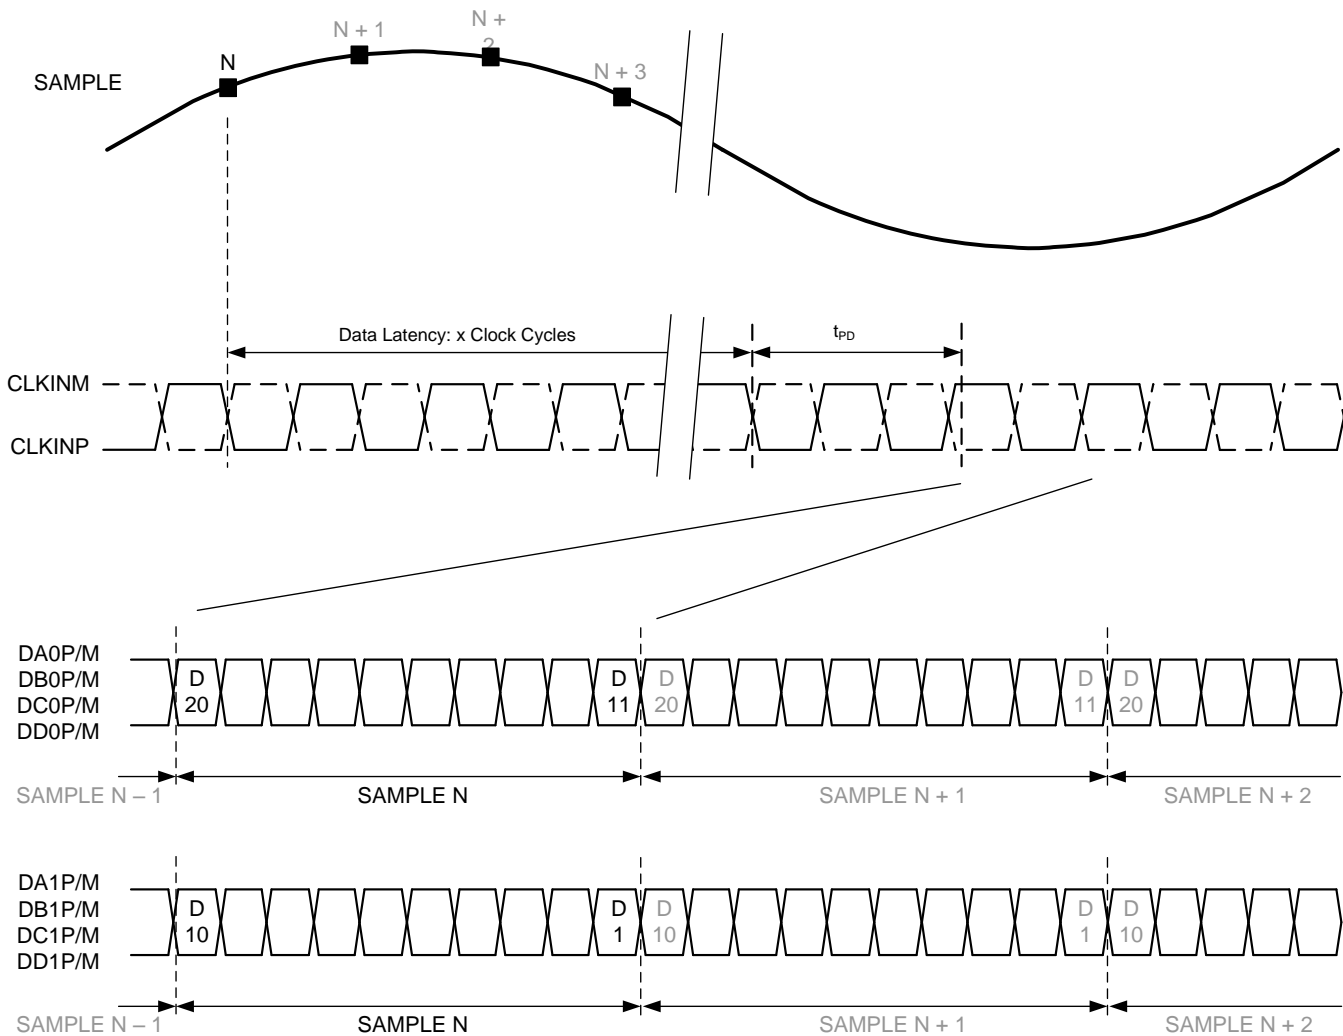 N +
N + 1
2
N
N + 3
SAMPLE
Data Latency: x Clock Cycles
tPD
CLKINM
CLKINP
DA0P/M
DB0P/M
DC0P/M
DD0P/M
D
20
D
11
D
20
D
11
D
20
SAMPLE N – 1
SAMPLE N
SAMPLE N + 1
SAMPLE N + 2
DA1P/M
DB1P/M
DC1P/M
DD1P/M
D
10
D
1
D
10
D
1
D
10
SAMPLE N – 1
SAMPLE N
SAMPLE N + 1
SAMPLE N + 2